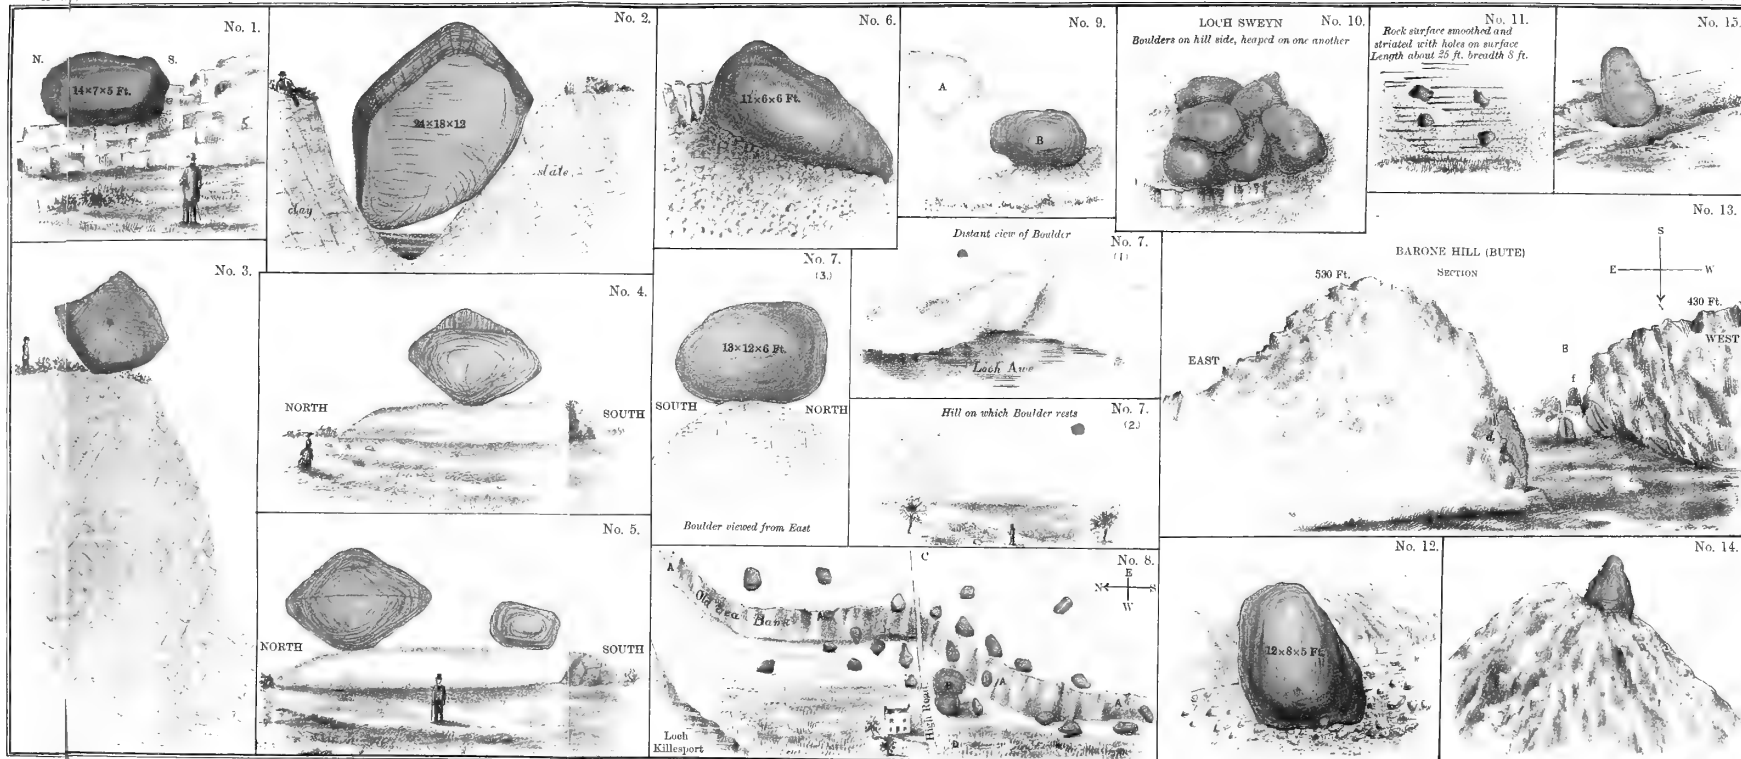 No. 1.
N.
S.
14×7×5 Ft.
No. 2.
24×18×12
clay
slate
No. 6.
11×6×6 Ft.
No. 9.
A
B
LOCH SWEYN
No. 10.
Boulders on hill side, heaped on one another
No. 11.
Rock surface smoothed and
striated with holes on surface
Length about 25 ft. breadth 8 ft.
No. 15.
No. 3.
No. 4.
NORTH
SOUTH
No. 5.
NORTH
SOUTH
No. 7.
(3.)
13×12×6 Ft.
SOUTH
NORTH
Boulder viewed from East
Distant view of Boulder
No. 7.
(1)
Loch Awe
Hill on which Boulder rests
No. 7.
(2.)
No. 8.
A
Old Sea Bank
A
C
E
N
S
W
B
A
A
High Road
D
Loch
Killesport
No. 13.
BARONE HILL (BUTE)
SECTION
S
E
W
530 Ft.
430 Ft.
EAST
WEST
B
f
d
No. 12.
12×8×5 Ft.
No. 14.